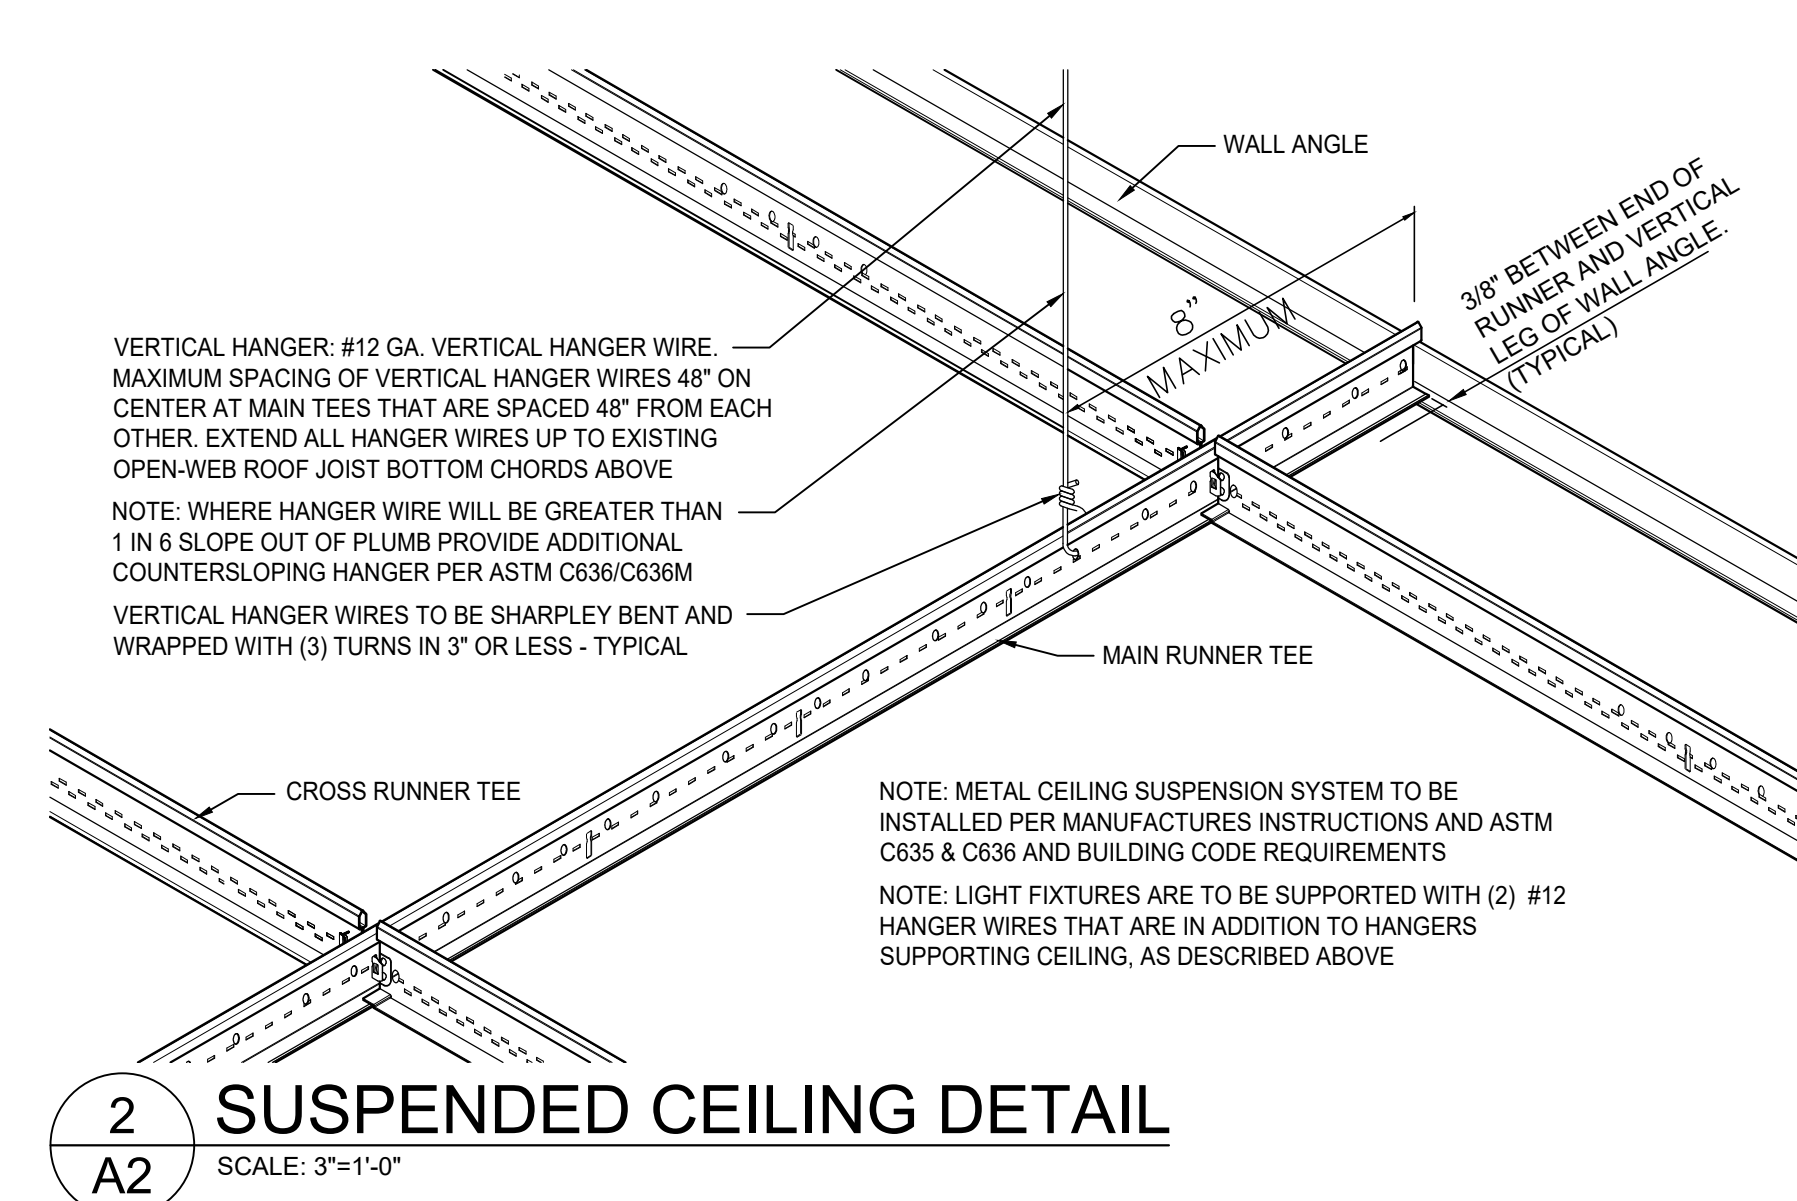 WALL ANGLE
3/8" BETWEEN END OF
RUNNER AND VERTICAL
LEG OF WALL ANGLE.
(TYPICAL)
8"
MAXIMUM
VERTICAL HANGER: #12 GA. VERTICAL HANGER WIRE.
MAXIMUM SPACING OF VERTICAL HANGER WIRES 48" ON
CENTER AT MAIN TEES THAT ARE SPACED 48" FROM EACH
OTHER. EXTEND ALL HANGER WIRES UP TO EXISTING
OPEN-WEB ROOF JOIST BOTTOM CHORDS ABOVE
NOTE: WHERE HANGER WIRE WILL BE GREATER THAN
1 IN 6 SLOPE OUT OF PLUMB PROVIDE ADDITIONAL
COUNTERSLOPING HANGER PER ASTM C636/C636M
VERTICAL HANGER WIRES TO BE SHARPLEY BENT AND
WRAPPED WITH (3) TURNS IN 3" OR LESS - TYPICAL
MAIN RUNNER TEE
CROSS RUNNER TEE
NOTE: METAL CEILING SUSPENSION SYSTEM TO BE
INSTALLED PER MANUFACTURES INSTRUCTIONS AND ASTM
C635 & C636 AND BUILDING CODE REQUIREMENTS
NOTE: LIGHT FIXTURES ARE TO BE SUPPORTED WITH (2) #12
HANGER WIRES THAT ARE IN ADDITION TO HANGERS
SUPPORTING CEILING, AS DESCRIBED ABOVE
2
A2
SUSPENDED CEILING DETAIL
SCALE: 3"=1'-0"